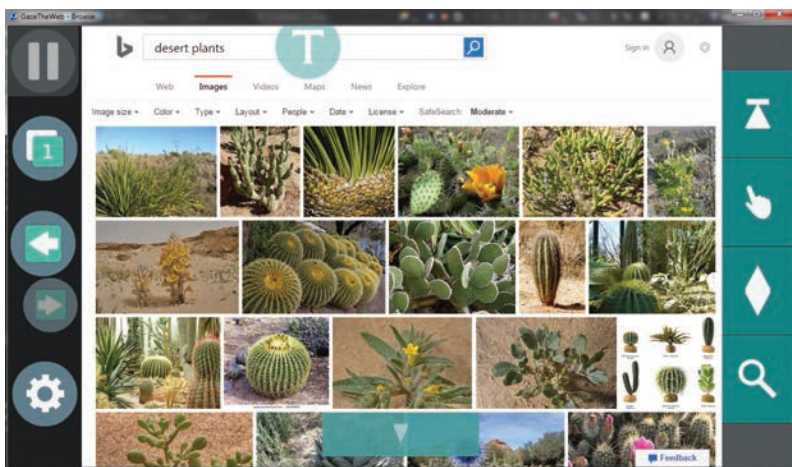 GazeTheWeb - Browse
desert plants
T
Sign in
Web Images Videos Maps News Explore
Image size Color Type Layout People Date License SafeSearch: Moderate
1
Feedback